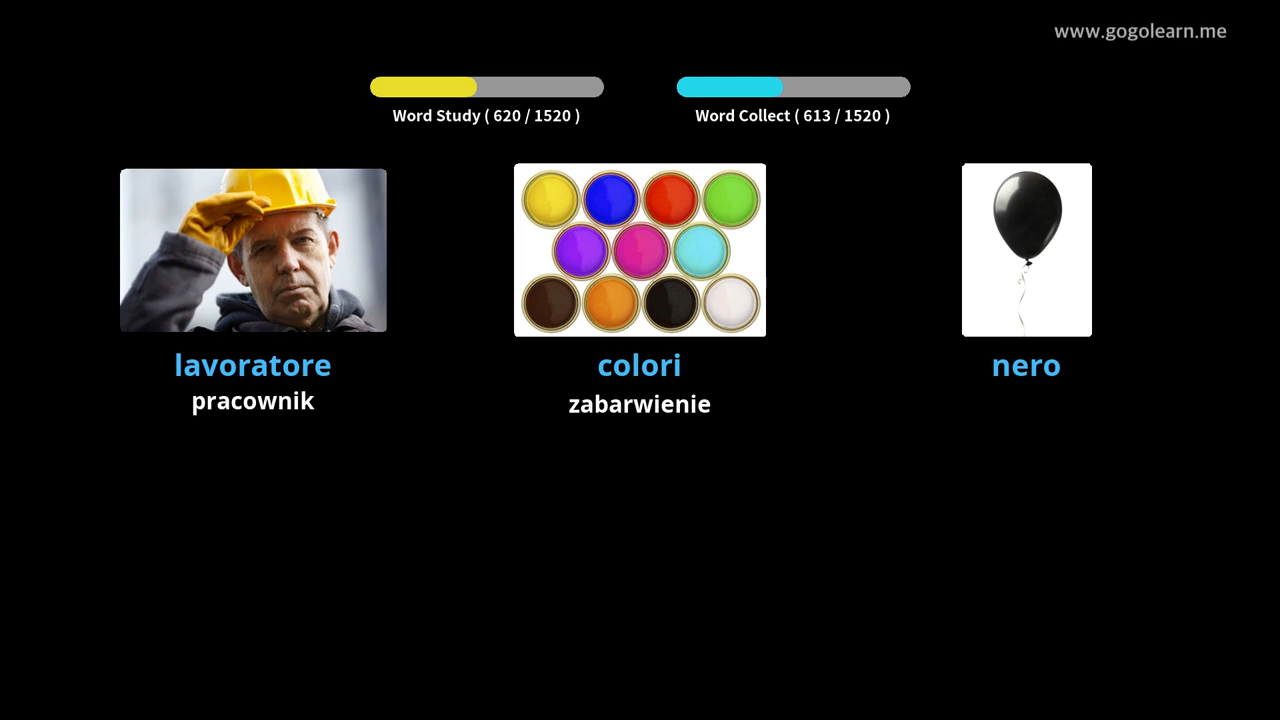 www.gogolearn.me
Word Study ( 620 / 1520 )
Word Collect ( 613 / 1520 )
lavoratore
pracownik
colori
zabarwienie
nero